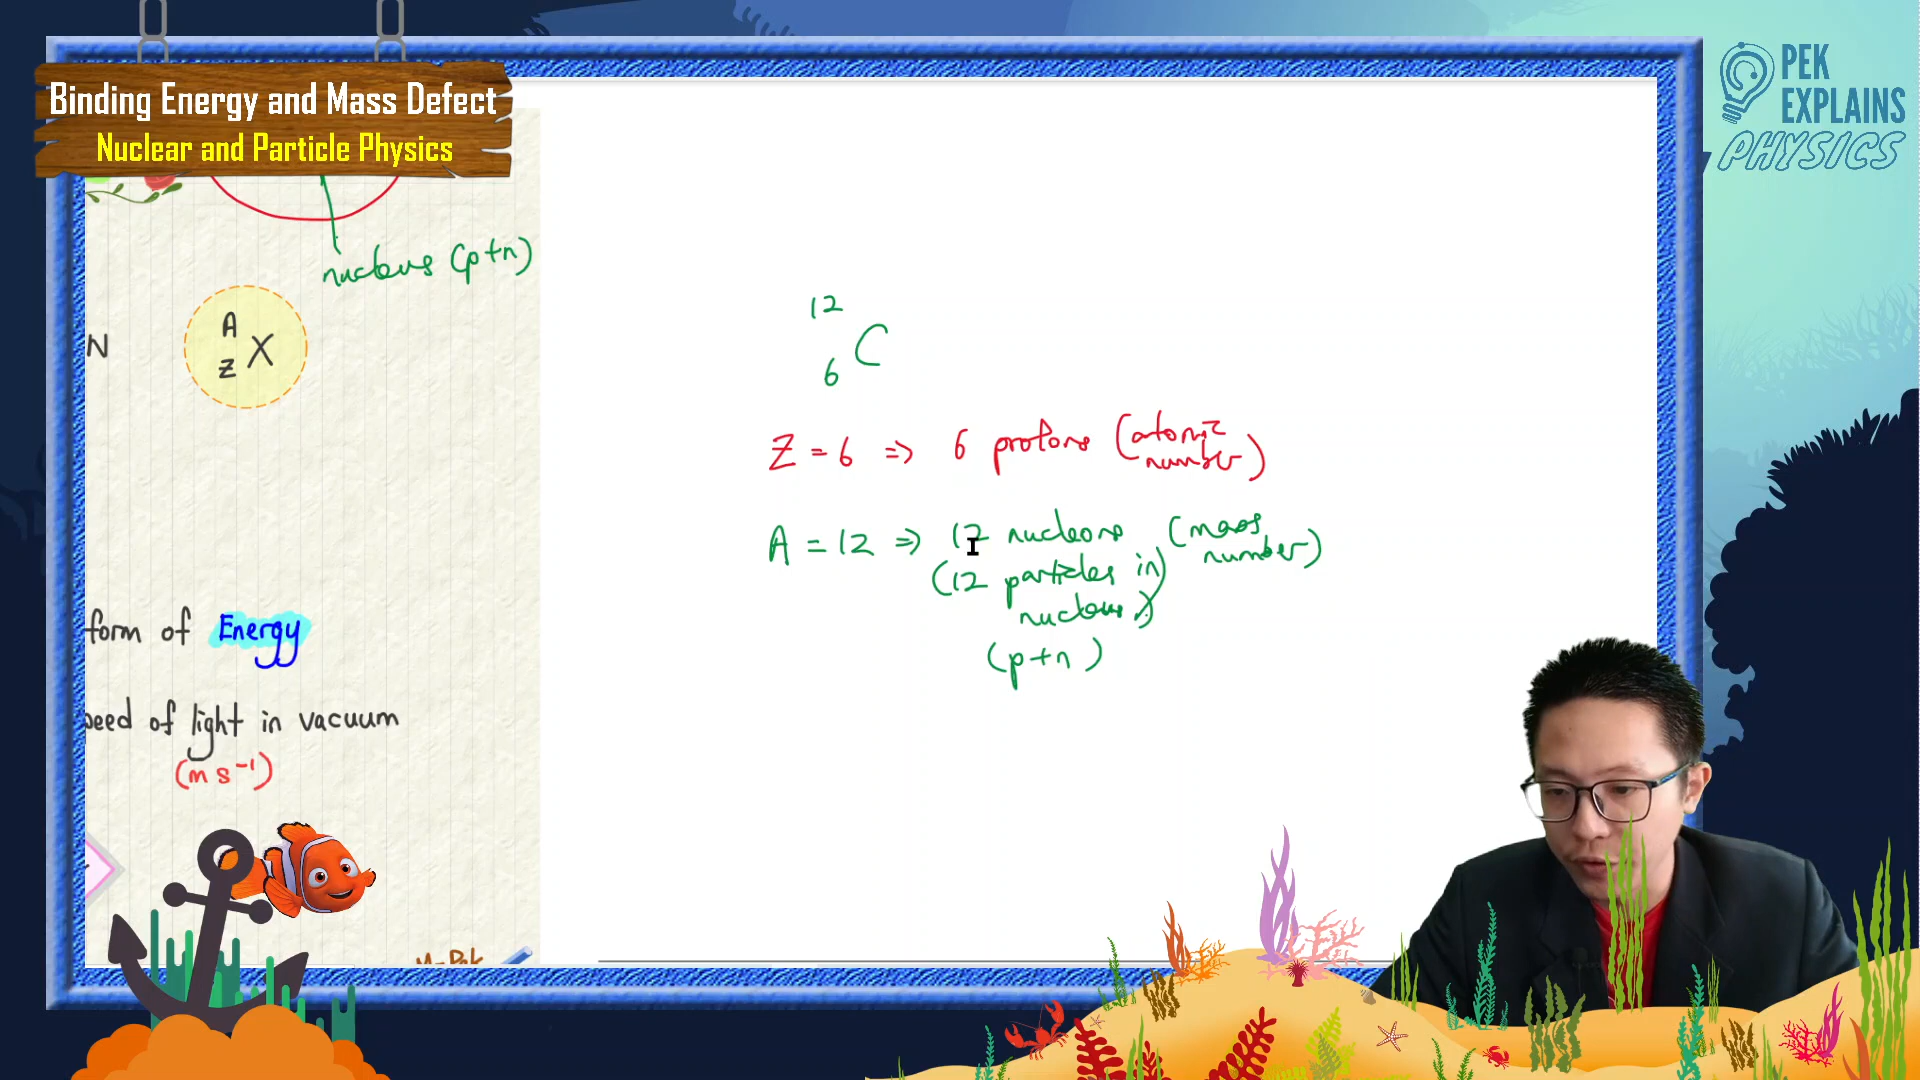 Binding Energy and Mass Defect
Nuclear and Particle Physics
PEK
EXPLAINS
PHYSICS
nucleus (p+n)
N
A
Z X
form of Energy
peed of light in vacuum
(m s⁻¹)
12
6 C
Z = 6 => 6 protons (atomic number)
A = 12 => 12 nucleons (mass number)
(12 particles in
nucleus)
(p+n)